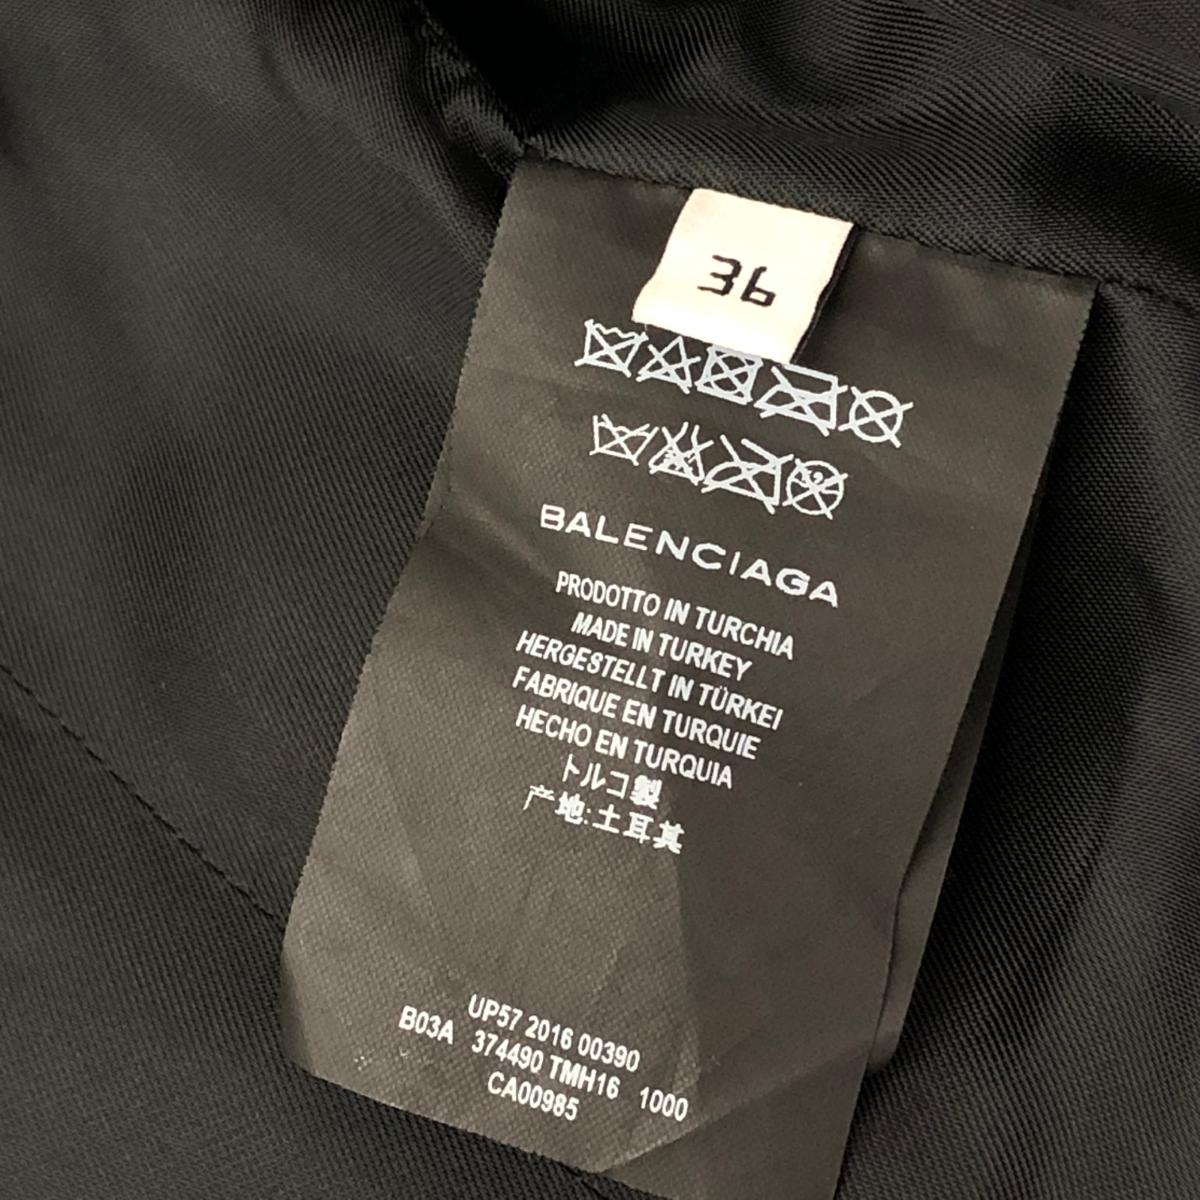 36
BALENCIAGA
PRODOTTO IN TURCHIA
MADE IN TURKEY
HERGESTELLT IN TÜRKEI
FABRIQUE EN TURQUIE
HECHO EN TURQUIA
トルコ製
产地:土耳其
UP57 2016 00390
B03A 374490 TMH16 1000
CA00985